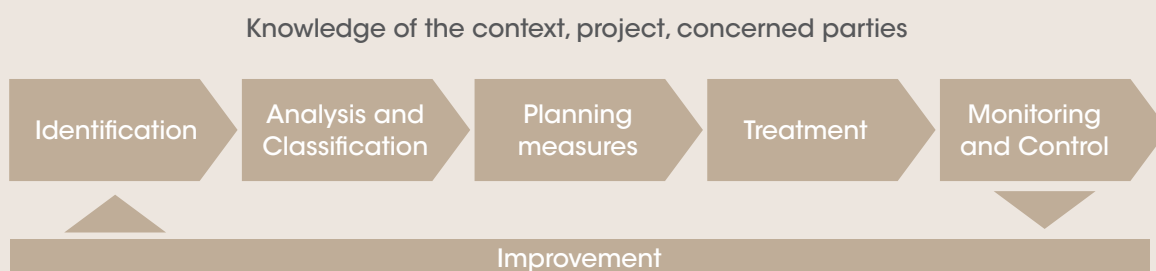 Knowledge of the context, project, concerned parties
Identification
Analysis and
Classification
Planning
measures
Treatment
Monitoring
and Control
Improvement